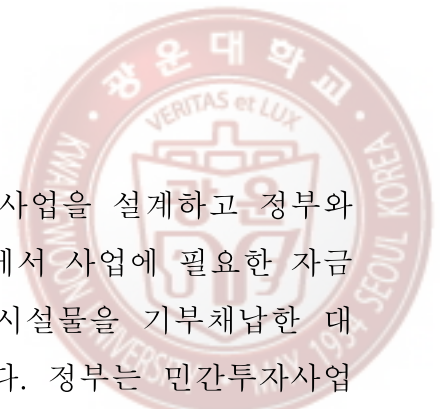 광운대학교
VERITAS et LUX
사업을 설계하고 정부와
에서 사업에 필요한 자금
시설물을 기부채납한 대
다. 정부는 민간투자사업
1934 SEOUL KOREA